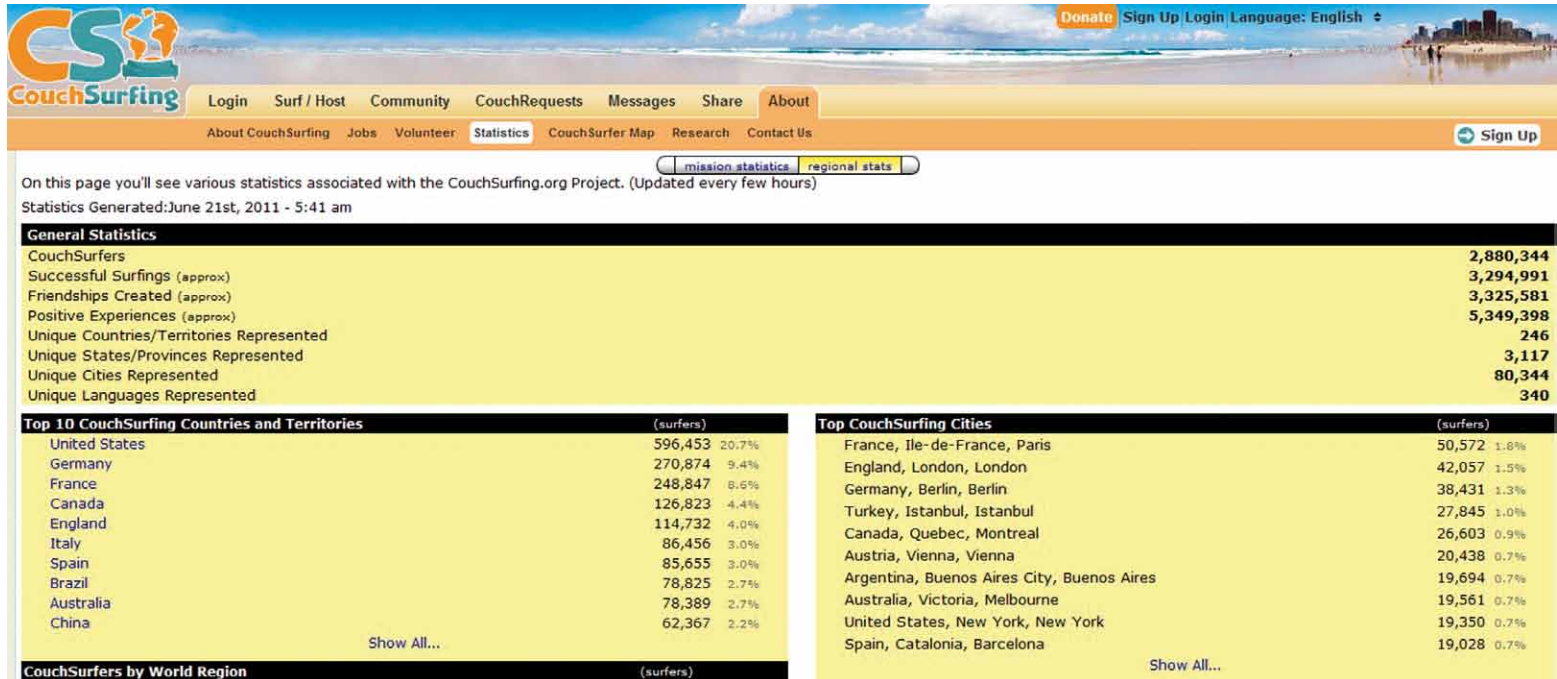 Donate Sign Up Login Language: English
CS
CouchSurfing
Login Surf / Host Community CouchRequests Messages Share About
About CouchSurfing Jobs Volunteer Statistics CouchSurfer Map Research Contact Us Sign Up
mission statistics regional stats
On this page you'll see various statistics associated with the CouchSurfing.org Project. (Updated every few hours)
Statistics Generated:June 21st, 2011 - 5:41 am
General Statistics
CouchSurfers 2,880,344
Successful Surfings (approx) 3,294,991
Friendships Created (approx) 3,325,581
Positive Experiences (approx) 5,349,398
Unique Countries/Territories Represented 246
Unique States/Provinces Represented 3,117
Unique Cities Represented 80,344
Unique Languages Represented 340
Top 10 CouchSurfing Countries and Territories (surfers)
United States 596,453 20.7%
Germany 270,874 9.4%
France 248,847 8.6%
Canada 126,823 4.4%
England 114,732 4.0%
Italy 86,456 3.0%
Spain 85,655 3.0%
Brazil 78,825 2.7%
Australia 78,389 2.7%
China 62,367 2.2%
Show All...
CouchSurfers by World Region (surfers)
Top CouchSurfing Cities (surfers)
France, Ile-de-France, Paris 50,572 1.8%
England, London, London 42,057 1.5%
Germany, Berlin, Berlin 38,431 1.3%
Turkey, Istanbul, Istanbul 27,845 1.0%
Canada, Quebec, Montreal 26,603 0.9%
Austria, Vienna, Vienna 20,438 0.7%
Argentina, Buenos Aires City, Buenos Aires 19,694 0.7%
Australia, Victoria, Melbourne 19,561 0.7%
United States, New York, New York 19,350 0.7%
Spain, Catalonia, Barcelona 19,028 0.7%
Show All...